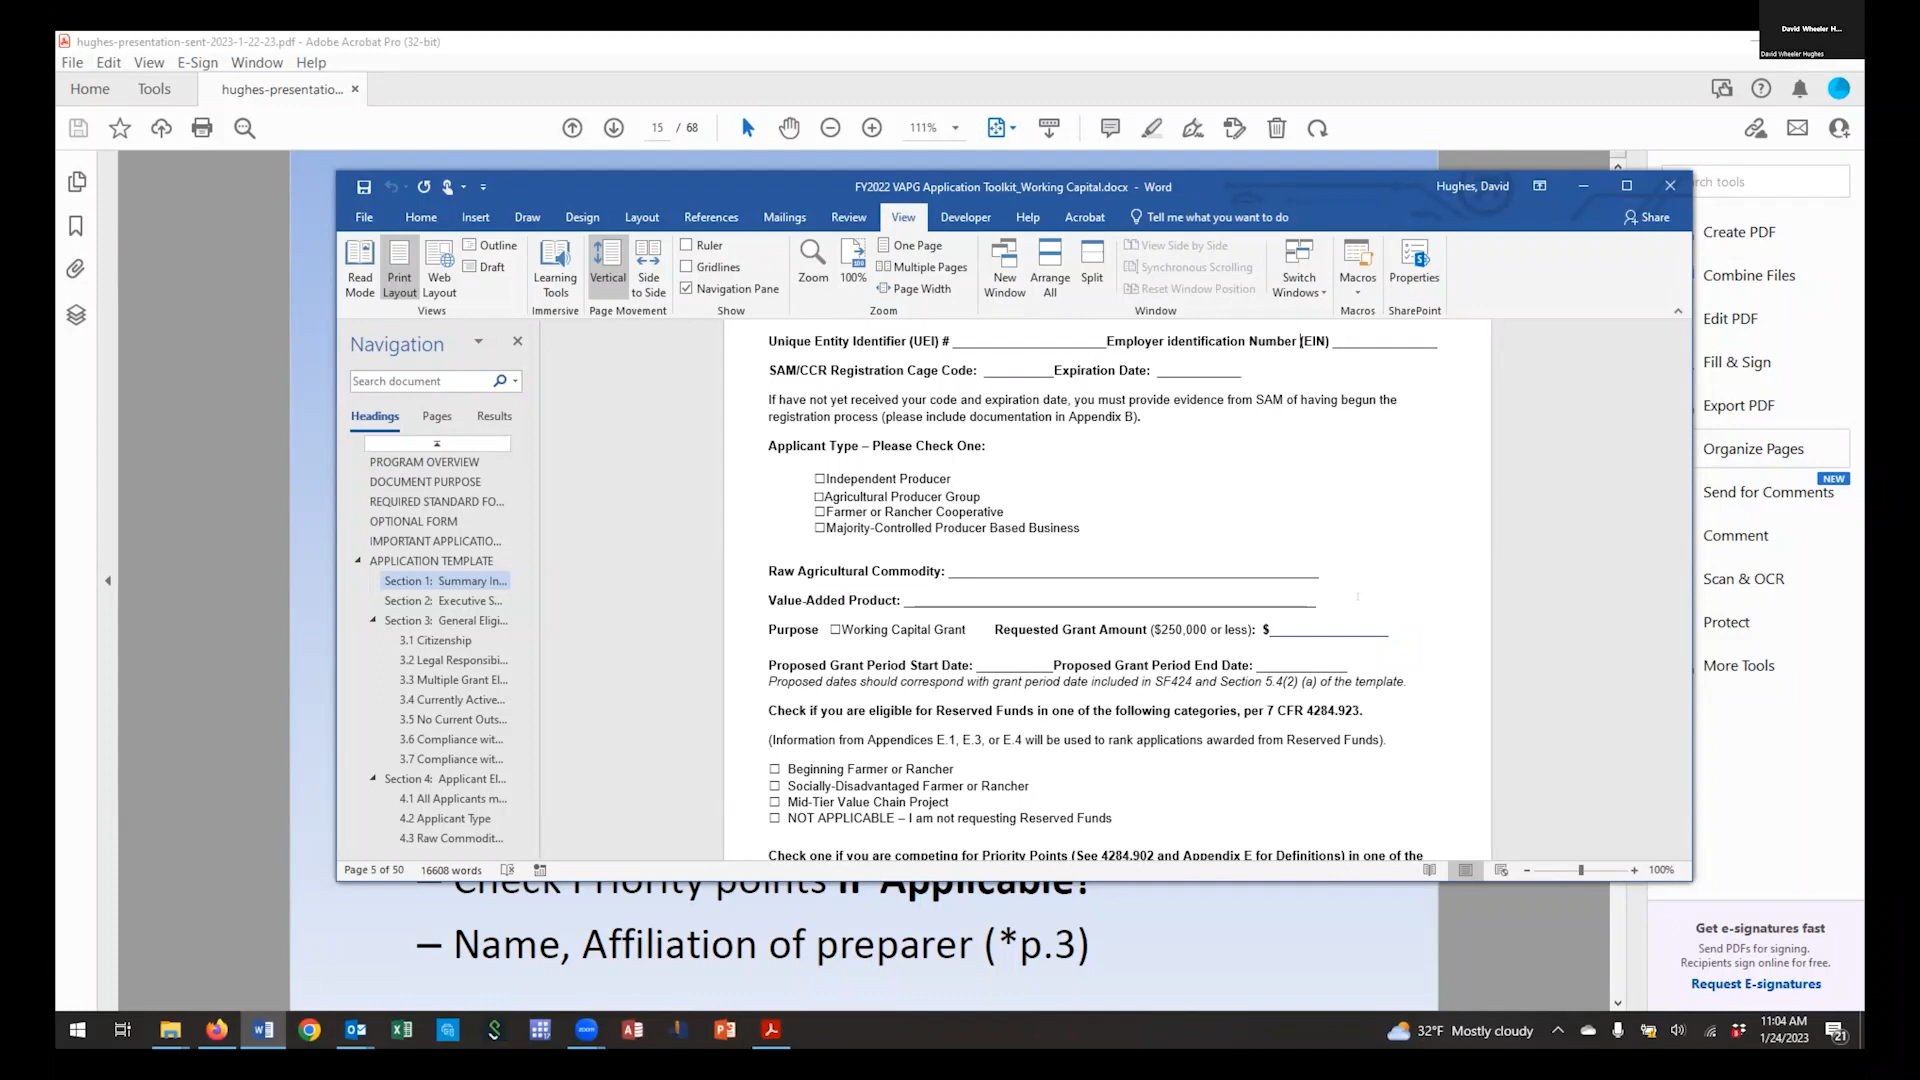 David Wheeler H...
David Wheeler Hughes
hughes-presentation-sent-2023-1-22-23.pdf - Adobe Acrobat Pro (32-bit)
File Edit View E-Sign Window Help
Home Tools hughes-presentatio... ×
15 / 68 111%
FY2022 VAPG Application Toolkit_Working Capital.docx - Word Hughes, David
File Home Insert Draw Design Layout References Mailings Review View Developer Help Acrobat Tell me what you want to do Share
Read Mode
Print Layout
Web Layout
Outline
Draft
Views
Learning Tools
Immersive
Vertical
Side to Side
Page Movement
Ruler
Gridlines
Navigation Pane
Show
Zoom
100%
One Page
Multiple Pages
Page Width
Zoom
New Window
Arrange All
Split
View Side by Side
Synchronous Scrolling
Reset Window Position
Switch Windows
Window
Macros
Macros
Properties
SharePoint
Navigation
Search document
Headings Pages Results
PROGRAM OVERVIEW
DOCUMENT PURPOSE
REQUIRED STANDARD FO...
OPTIONAL FORM
IMPORTANT APPLICATIO...
APPLICATION TEMPLATE
Section 1: Summary In...
Section 2: Executive S...
Section 3: General Eligi...
3.1 Citizenship
3.2 Legal Responsibi...
3.3 Multiple Grant El...
3.4 Currently Active...
3.5 No Current Outs...
3.6 Compliance wit...
3.7 Compliance wit...
Section 4: Applicant El...
4.1 All Applicants m...
4.2 Applicant Type
4.3 Raw Commodit...
Unique Entity Identifier (UEI) # ____________________Employer identification Number (EIN) ______________
SAM/CCR Registration Cage Code: _________Expiration Date: ___________
If have not yet received your code and expiration date, you must provide evidence from SAM of having begun the
registration process (please include documentation in Appendix B).
Applicant Type – Please Check One:
☐Independent Producer
☐Agricultural Producer Group
☐Farmer or Rancher Cooperative
☐Majority-Controlled Producer Based Business
Raw Agricultural Commodity: ________________________________________________
Value-Added Product: _____________________________________________________
Purpose ☐Working Capital Grant Requested Grant Amount ($250,000 or less): $________________
Proposed Grant Period Start Date: __________Proposed Grant Period End Date: ____________
Proposed dates should correspond with grant period date included in SF424 and Section 5.4(2) (a) of the template.
Check if you are eligible for Reserved Funds in one of the following categories, per 7 CFR 4284.923.
(Information from Appendices E.1, E.3, or E.4 will be used to rank applications awarded from Reserved Funds).
☐ Beginning Farmer or Rancher
☐ Socially-Disadvantaged Farmer or Rancher
☐ Mid-Tier Value Chain Project
☐ NOT APPLICABLE – I am not requesting Reserved Funds
Check one if you are competing for Priority Points (See 4284.902 and Appendix E for Definitions) in one of the
Page 5 of 50 16608 words 100%
– Check Priority points if Applicable!
– Name, Affiliation of preparer (*p.3)
rch tools
Create PDF
Combine Files
Edit PDF
Fill & Sign
Export PDF
Organize Pages
NEW
Send for Comments
Comment
Scan & OCR
Protect
More Tools
Get e-signatures fast
Send PDFs for signing.
Recipients sign online for free.
Request E-signatures
32°F Mostly cloudy
11:04 AM
1/24/2023
21